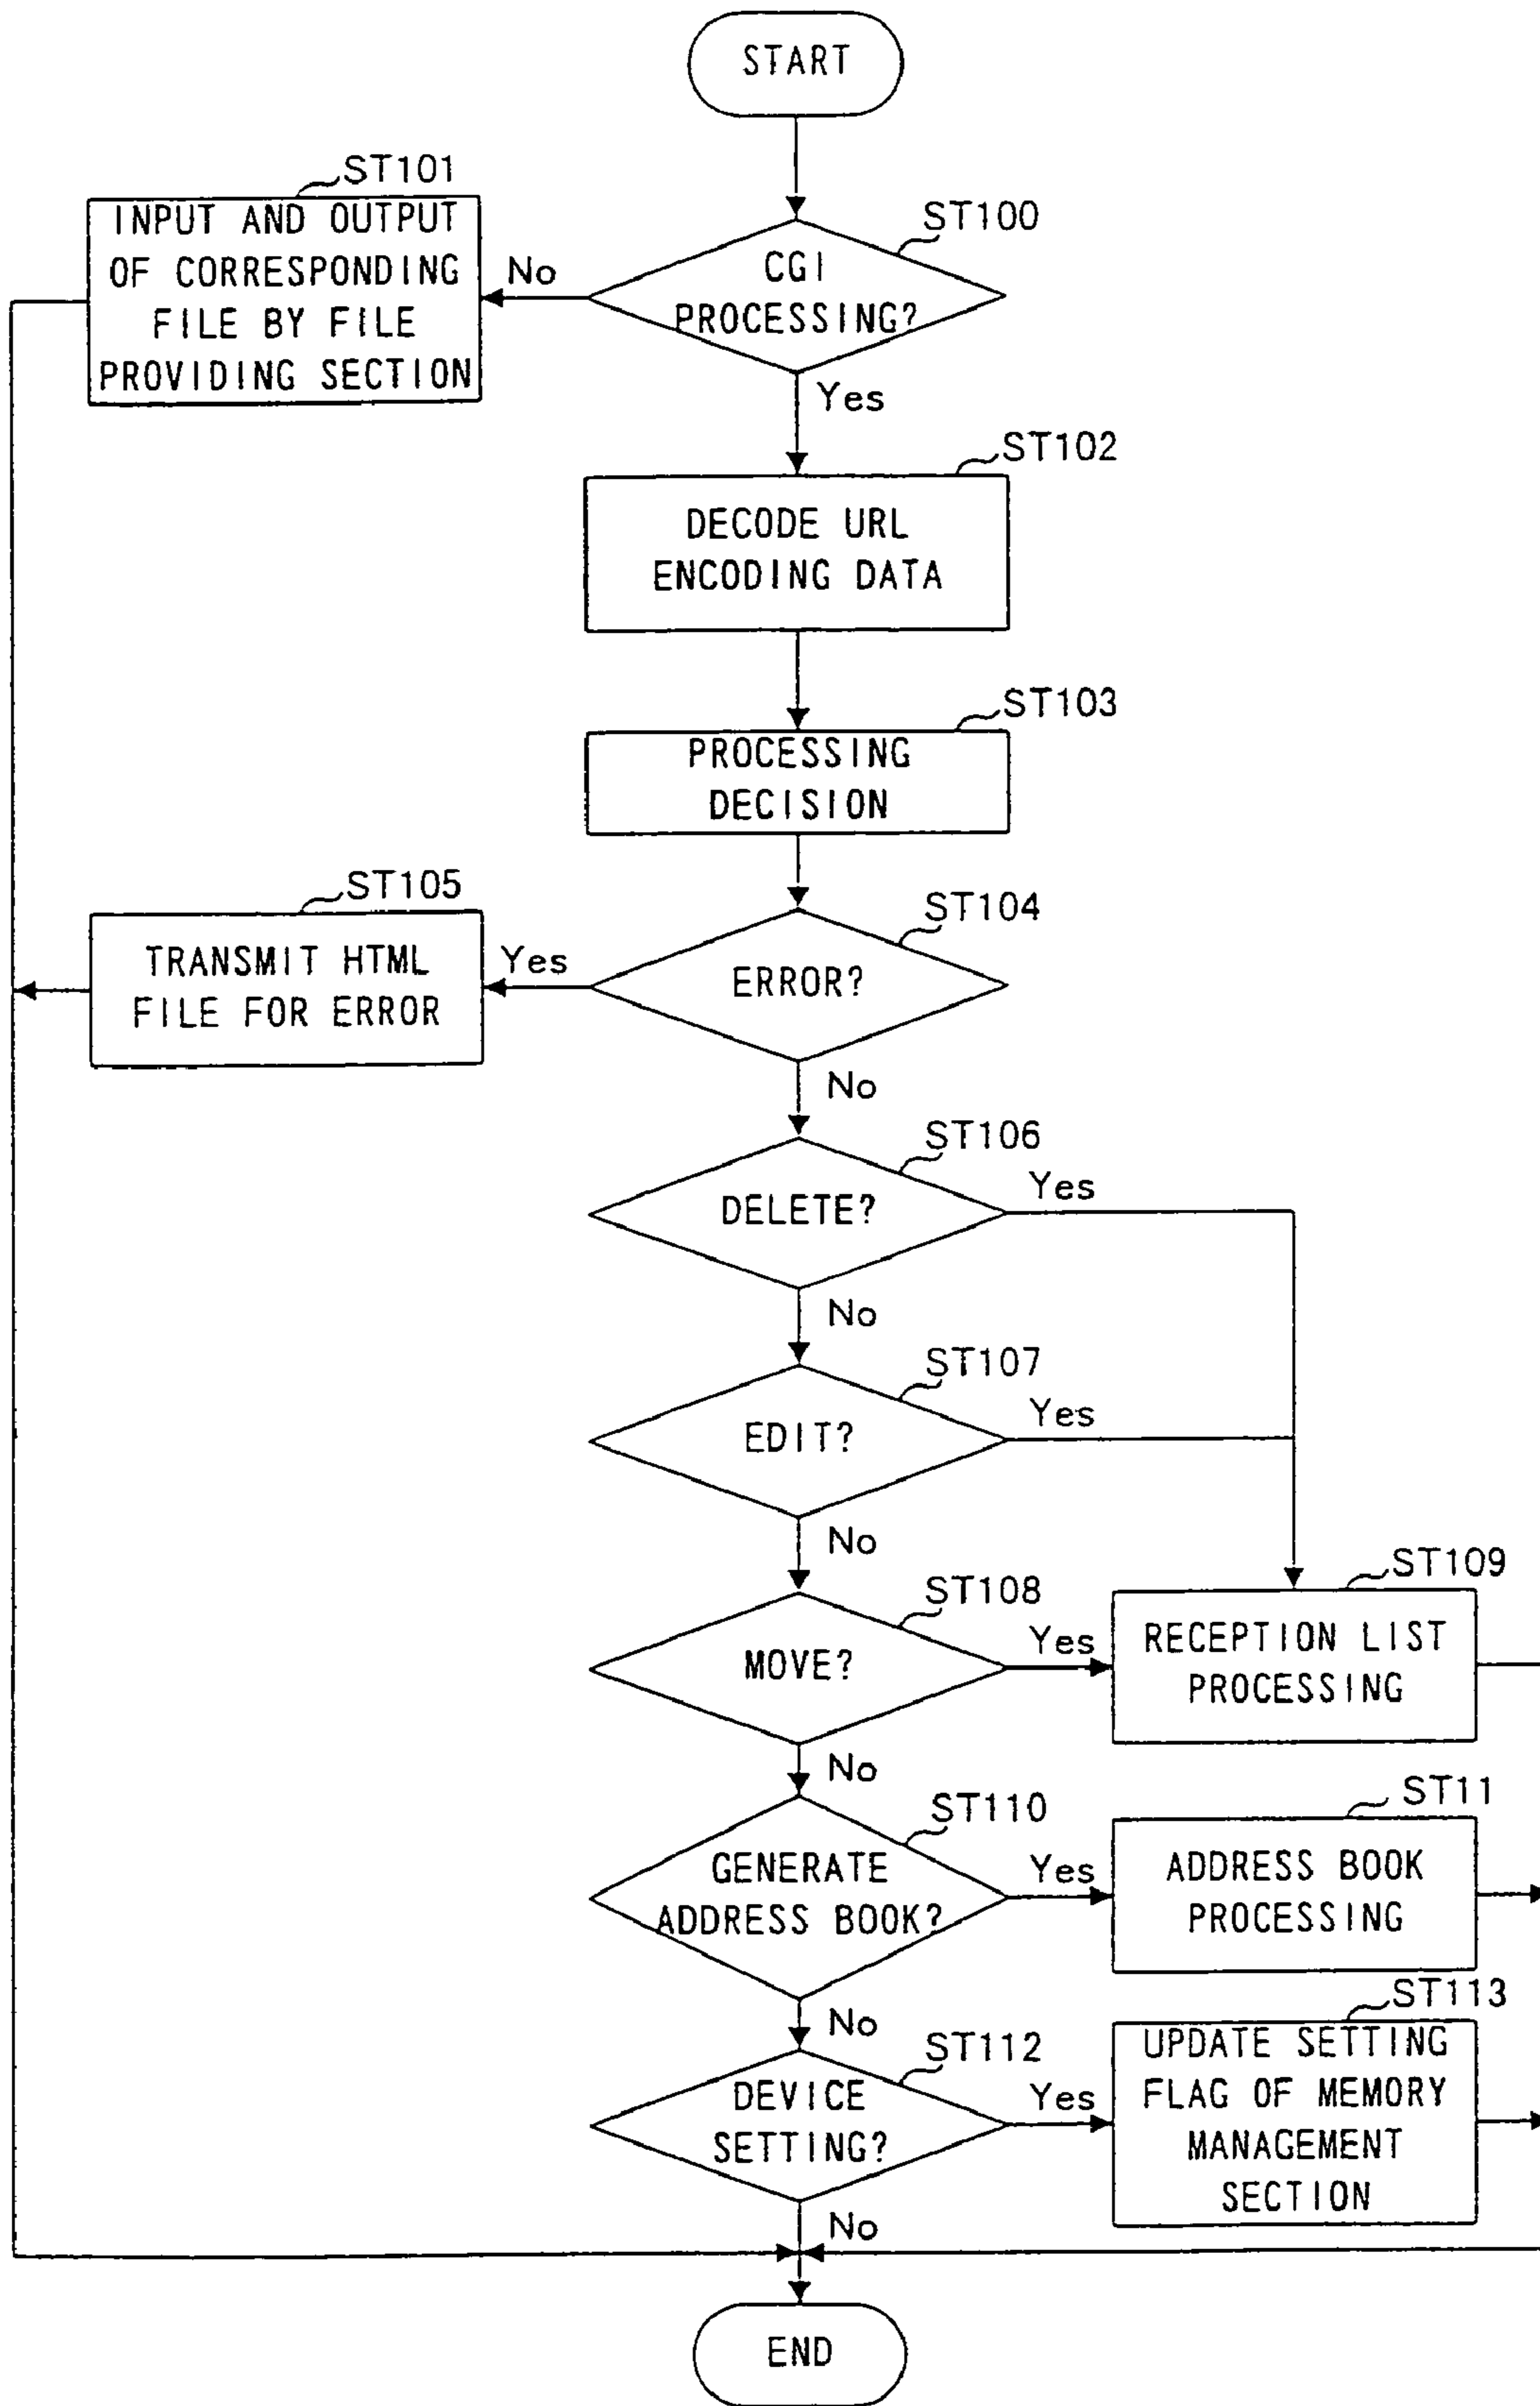 START
ST101
INPUT AND OUTPUT
OF CORRESPONDING
FILE BY FILE
PROVIDING SECTION
ST100
CGI
PROCESSING?
No
Yes
ST102
DECODE URL
ENCODING DATA
ST103
PROCESSING
DECISION
ST105
TRANSMIT HTML
FILE FOR ERROR
ST104
ERROR?
Yes
No
ST106
DELETE?
Yes
No
ST107
EDIT?
Yes
No
ST108
MOVE?
Yes
ST109
RECEPTION LIST
PROCESSING
No
ST110
GENERATE
ADDRESS BOOK?
Yes
ST11
ADDRESS BOOK
PROCESSING
No
ST112
DEVICE
SETTING?
Yes
ST113
UPDATE SETTING
FLAG OF MEMORY
MANAGEMENT
SECTION
No
END